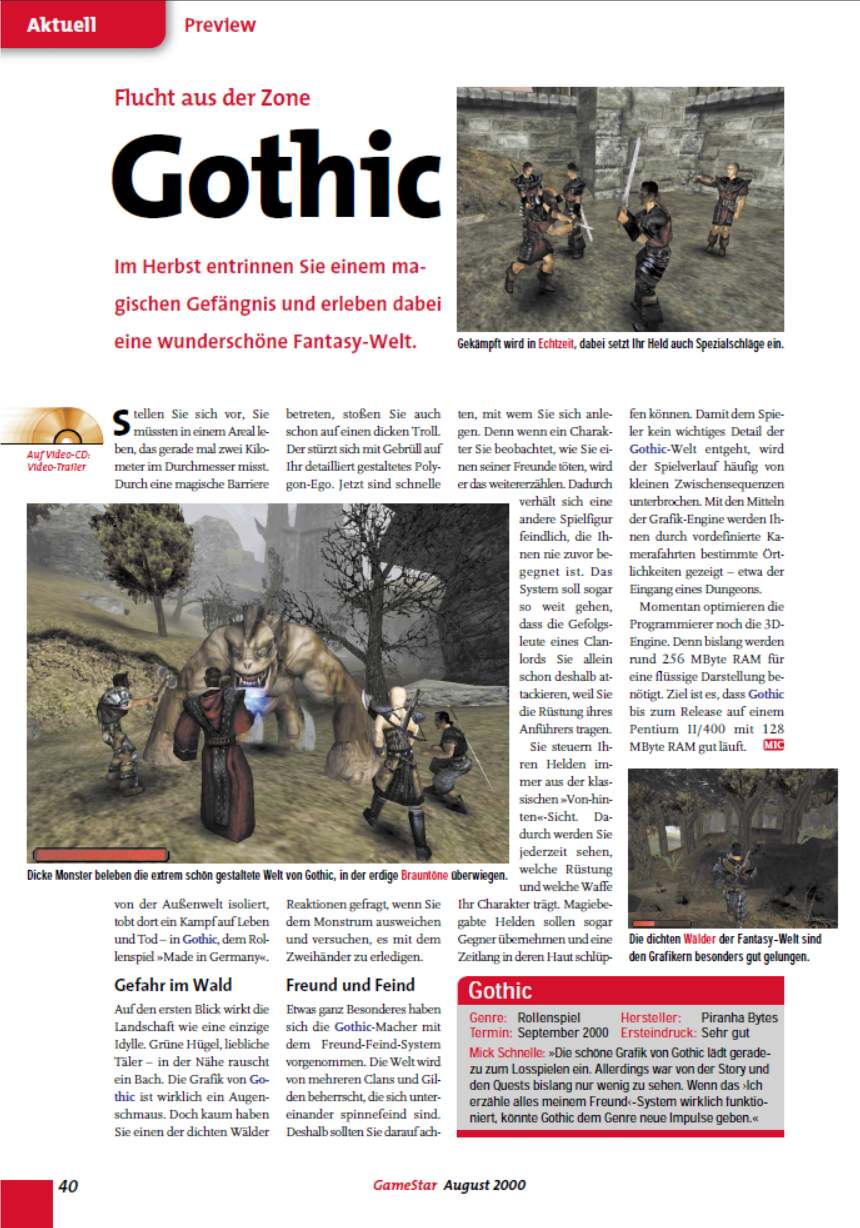 Aktuell
Preview
Flucht aus der Zone
Gothic
Im Herbst entrinnen Sie einem ma-
gischen Gefängnis und erleben dabei
eine wunderschöne Fantasy-Welt.
Gekämpft wird in Echtzeit, dabei setzt Ihr Held auch Spezialschläge ein.
Auf Video-CD:
Video-Trailer
Stellen Sie sich vor, Sie
müssten in einem Areal le-
ben, das gerade mal zwei Kilo-
meter im Durchmesser misst.
Durch eine magische Barriere
von der Außenwelt isoliert,
tobt dort ein Kampf auf Leben
und Tod – in Gothic, dem Rol-
lenspiel »Made in Germany«.
Gefahr im Wald
Auf den ersten Blick wirkt die
Landschaft wie eine einzige
Idylle. Grüne Hügel, liebliche
Täler – in der Nähe rauscht
ein Bach. Die Grafik von Go-
thic ist wirklich ein Augen-
schmaus. Doch kaum haben
Sie einen der dichten Wälder
betreten, stoßen Sie auch
schon auf einen dicken Troll.
Der stürzt sich mit Gebrüll auf
Ihr detailliert gestaltetes Poly-
gon-Ego. Jetzt sind schnelle
Reaktionen gefragt, wenn Sie
dem Monstrum ausweichen
und versuchen, es mit dem
Zweihänder zu erledigen.
Freund und Feind
Etwas ganz Besonderes haben
sich die Gothic-Macher mit
dem Freund-Feind-System
vorgenommen. Die Welt wird
von mehreren Clans und Gil-
den beherrscht, die sich unter-
einander spinnefeind sind.
Deshalb sollten Sie darauf ach-
ten, mit wem Sie sich anle-
gen. Denn wenn ein Charak-
ter Sie beobachtet, wie Sie ei-
nen seiner Freunde töten, wird
er das weitererzählen. Dadurch
verhält sich eine
andere Spielfigur
feindlich, die Ih-
nen nie zuvor be-
gegnet ist. Das
System soll sogar
so weit gehen,
dass die Gefolgs-
leute eines Clan-
lords Sie allein
schon deshalb at-
tackieren, weil Sie
die Rüstung ihres
Anführers tragen.
Sie steuern Ih-
ren Helden im-
mer aus der klas-
sischen »Von-hin-
ten«-Sicht. Da-
durch werden Sie
jederzeit sehen,
welche Rüstung
und welche Waffe
Ihr Charakter trägt. Magiebe-
gabte Helden sollen sogar
Gegner übernehmen und eine
Zeitlang in deren Haut schlüp-
fen können. Damit dem Spie-
ler kein wichtiges Detail der
Gothic-Welt entgeht, wird
der Spielverlauf häufig von
kleinen Zwischensequenzen
unterbrochen. Mit den Mitteln
der Grafik-Engine werden Ih-
nen durch vordefinierte Ka-
merafahrten bestimmte Ört-
lichkeiten gezeigt – etwa der
Eingang eines Dungeons.
Momentan optimieren die
Programmierer noch die 3D-
Engine. Denn bislang werden
rund 256 MByte RAM für
eine flüssige Darstellung be-
nötigt. Ziel ist es, dass Gothic
bis zum Release auf einem
Pentium II/400 mit 128
MByte RAM gut läuft. MIC
Dicke Monster beleben die extrem schön gestaltete Welt von Gothic, in der erdige Brauntöne überwiegen.
Die dichten Wälder der Fantasy-Welt sind
den Grafikern besonders gut gelungen.
Gothic
Genre: Rollenspiel Hersteller: Piranha Bytes
Termin: September 2000 Ersteindruck: Sehr gut
Mick Schnelle: »Die schöne Grafik von Gothic lädt gerade-
zu zum Losspielen ein. Allerdings war von der Story und
den Quests bislang nur wenig zu sehen. Wenn das ›Ich
erzähle alles meinem Freund‹-System wirklich funktio-
niert, könnte Gothic dem Genre neue Impulse geben.«
40
GameStar August 2000